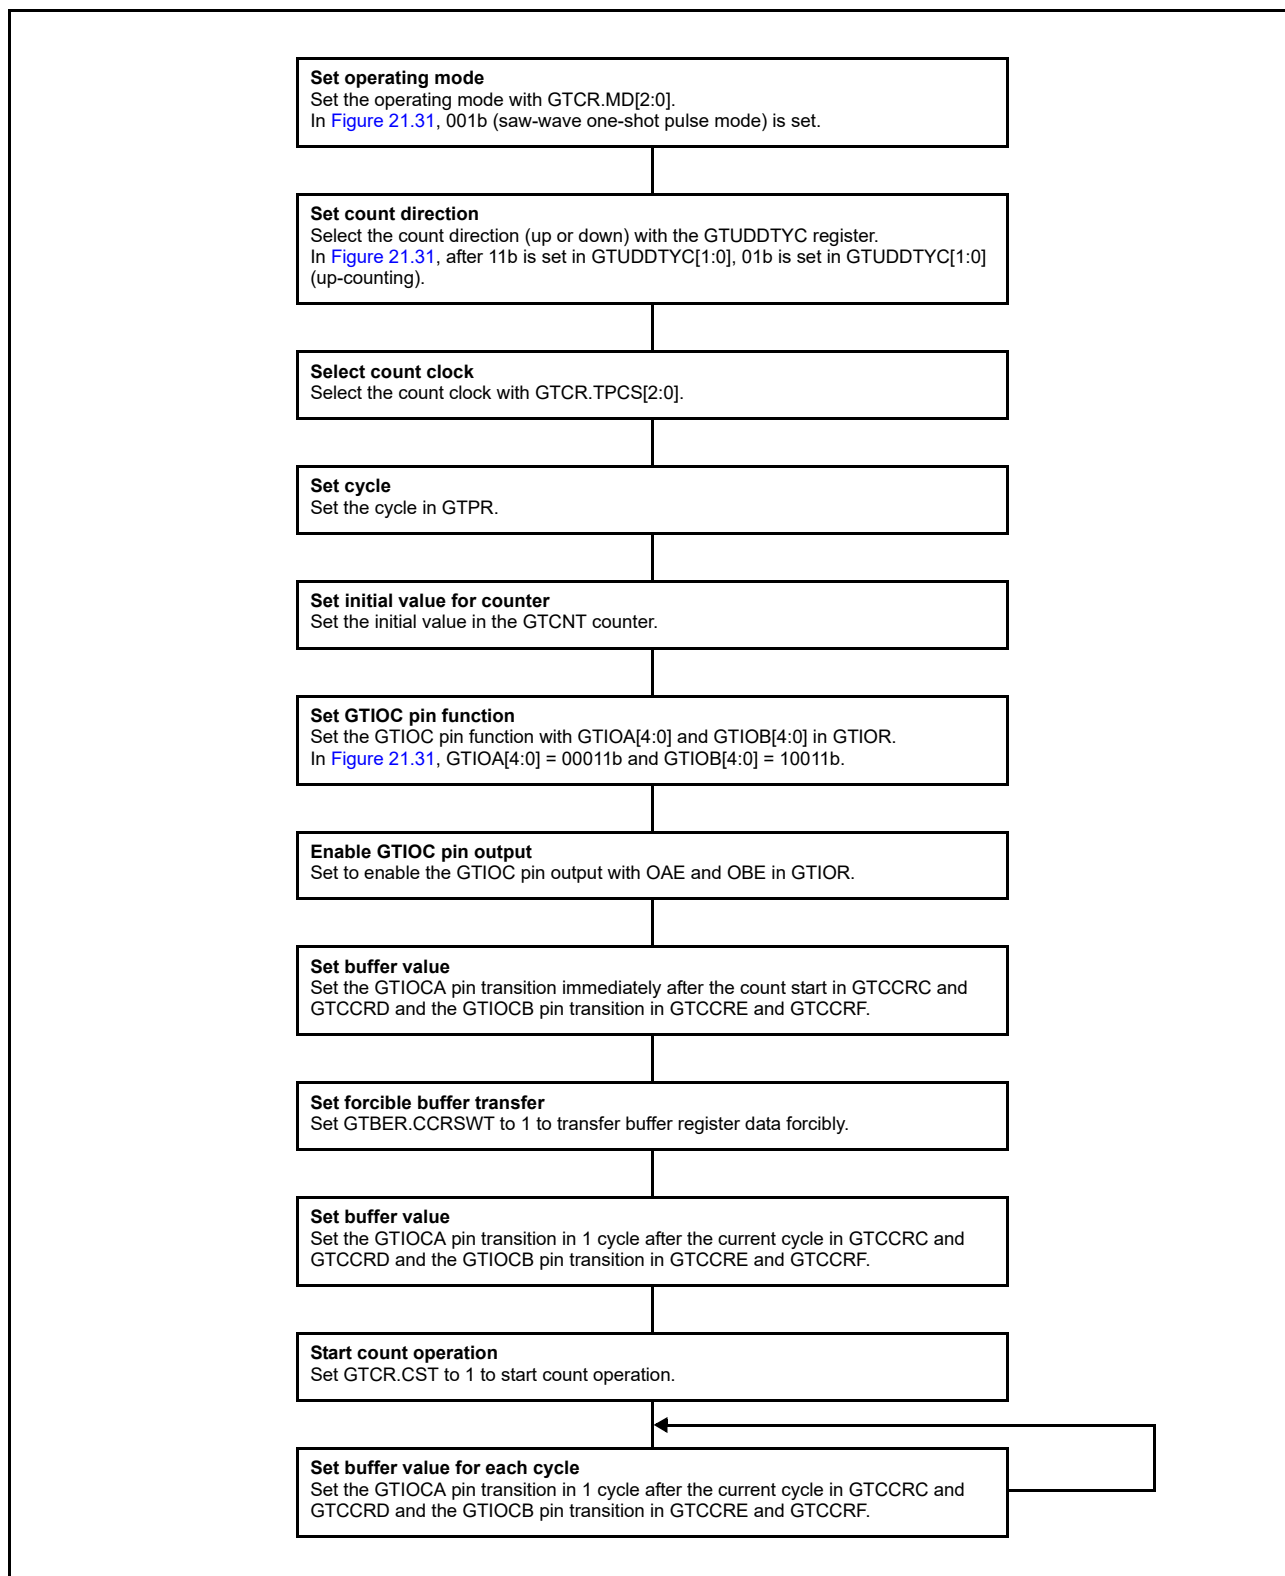 Set operating mode
Set the operating mode with GTCR.MD[2:0].
In Figure 21.31, 001b (saw-wave one-shot pulse mode) is set.
Set count direction
Select the count direction (up or down) with the GTUDDTYC register.
In Figure 21.31, after 11b is set in GTUDDTYC[1:0], 01b is set in GTUDDTYC[1:0]
(up-counting).
Select count clock
Select the count clock with GTCR.TPCS[2:0].
Set cycle
Set the cycle in GTPR.
Set initial value for counter
Set the initial value in the GTCNT counter.
Set GTIOC pin function
Set the GTIOC pin function with GTIOA[4:0] and GTIOB[4:0] in GTIOR.
In Figure 21.31, GTIOA[4:0] = 00011b and GTIOB[4:0] = 10011b.
Enable GTIOC pin output
Set to enable the GTIOC pin output with OAE and OBE in GTIOR.
Set buffer value
Set the GTIOCA pin transition immediately after the count start in GTCCRC and
GTCCRD and the GTIOCB pin transition in GTCCRE and GTCCRF.
Set forcible buffer transfer
Set GTBER.CCRSWT to 1 to transfer buffer register data forcibly.
Set buffer value
Set the GTIOCA pin transition in 1 cycle after the current cycle in GTCCRC and
GTCCRD and the GTIOCB pin transition in GTCCRE and GTCCRF.
Start count operation
Set GTCR.CST to 1 to start count operation.
Set buffer value for each cycle
Set the GTIOCA pin transition in 1 cycle after the current cycle in GTCCRC and
GTCCRD and the GTIOCB pin transition in GTCCRE and GTCCRF.